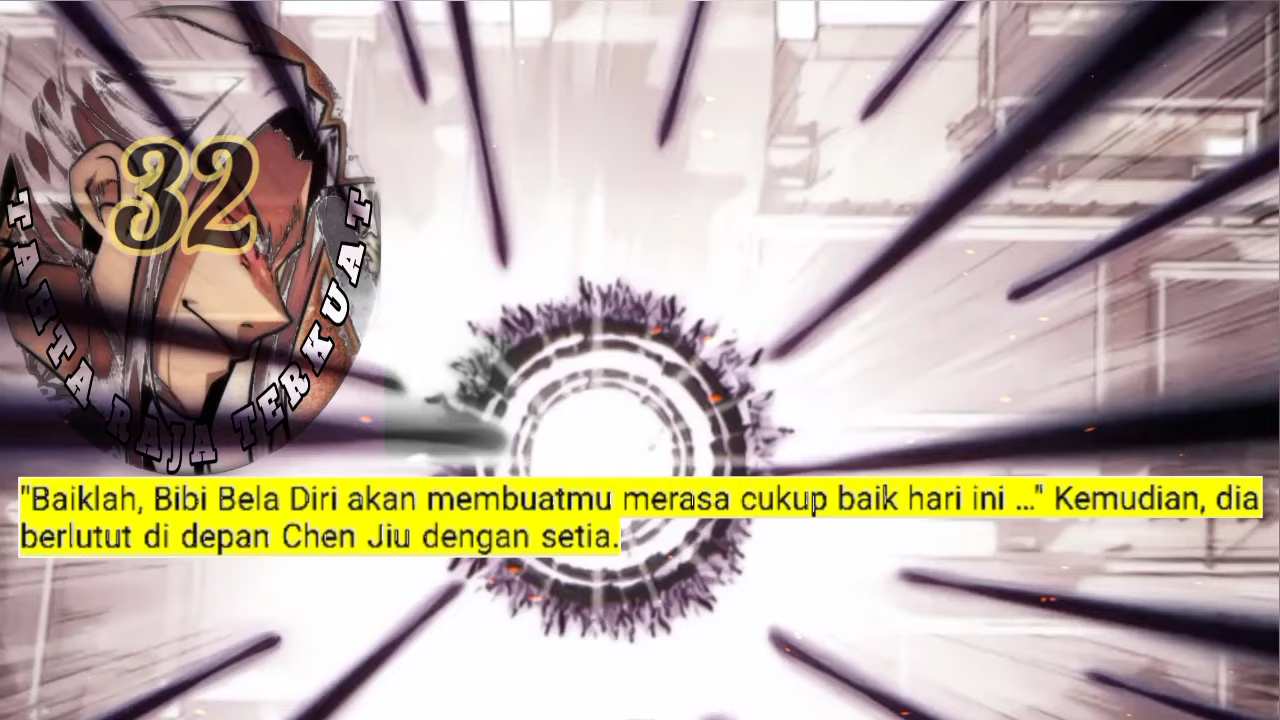 32
TAHTA RAJA TERKUAT
"Baiklah, Bibi Bela Diri akan membuatmu merasa cukup baik hari ini ..." Kemudian, dia
berlutut di depan Chen Jiu dengan setia.